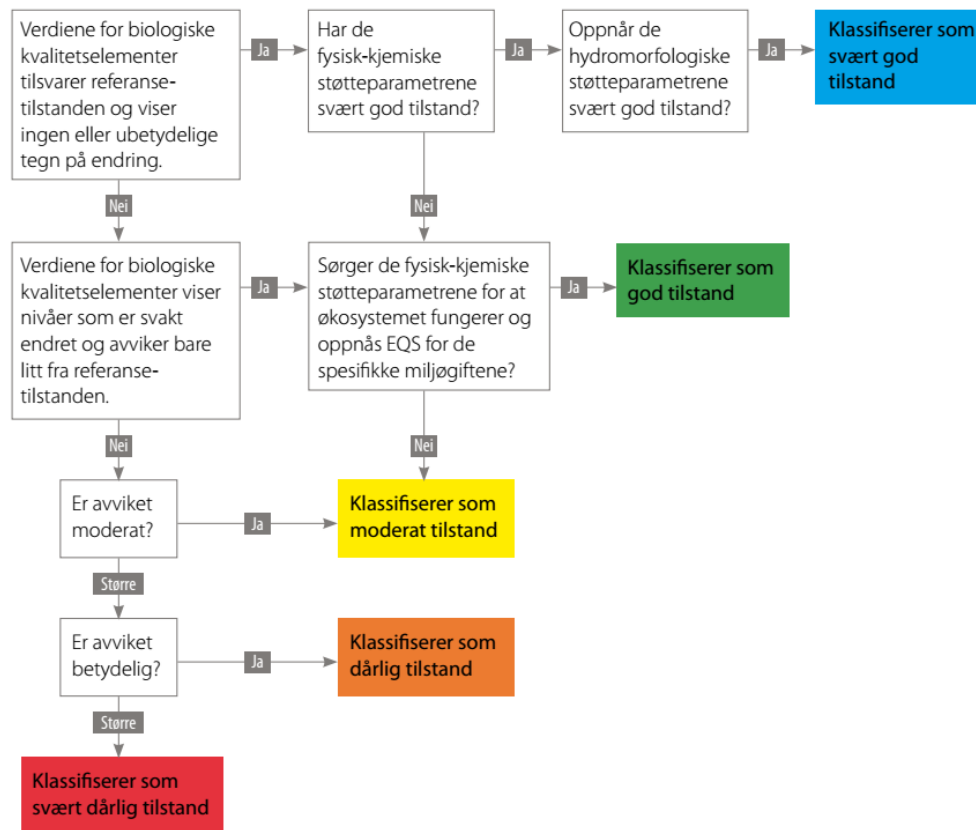 Verdiene for biologiske
kvalitetselementer
tilsvarer referanse-
tilstanden og viser
ingen eller ubetydelige
tegn på endring.
Ja
Har de
fysisk-kjemiske
støtteparametrene
svært god tilstand?
Ja
Oppnår de
hydromorfologiske
støtteparametrene
svært god tilstand?
Ja
Klassifiserer som
svært god
tilstand
Nei
Nei
Verdiene for biologiske
kvalitetselementer viser
nivåer som er svakt
endret og avviker bare
litt fra referanse-
tilstanden.
Ja
Sørger de fysisk-kjemiske
støtteparametrene for at
økosystemet fungerer og
oppnås EQS for de
spesifikke miljøgiftene?
Ja
Klassifiserer som
god tilstand
Nei
Nei
Er avviket
moderat?
Ja
Klassifiserer som
moderat tilstand
Større
Er avviket
betydelig?
Ja
Klassifiserer som
dårlig tilstand
Større
Klassifiserer som
svært dårlig tilstand